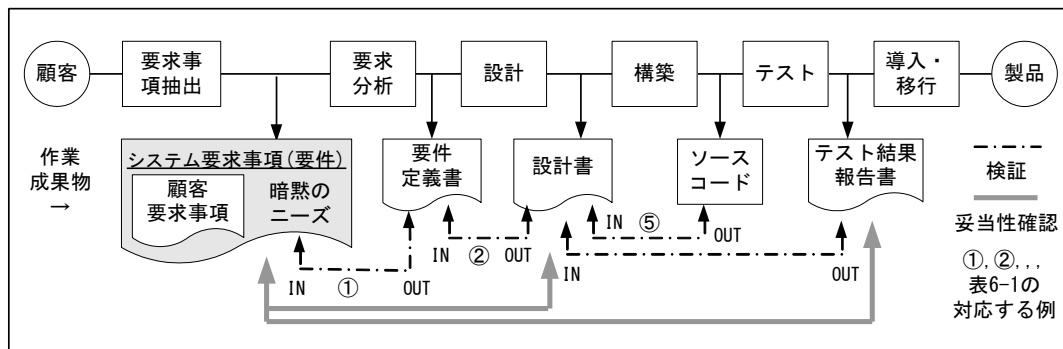 顧客
要求事
項抽出
要求
分析
設計
構築
テスト
導入・
移行
製品
作業
成果物
→
システム要求事項(要件)
顧客
要求事項
暗黙の
ニーズ
要件
定義書
設計書
ソース
コード
テスト結果
報告書
検証
妥当性確認
①,②,,,
表6-1の
対応する例
IN
①
OUT
IN
②
OUT
IN
⑤
OUT
IN
OUT